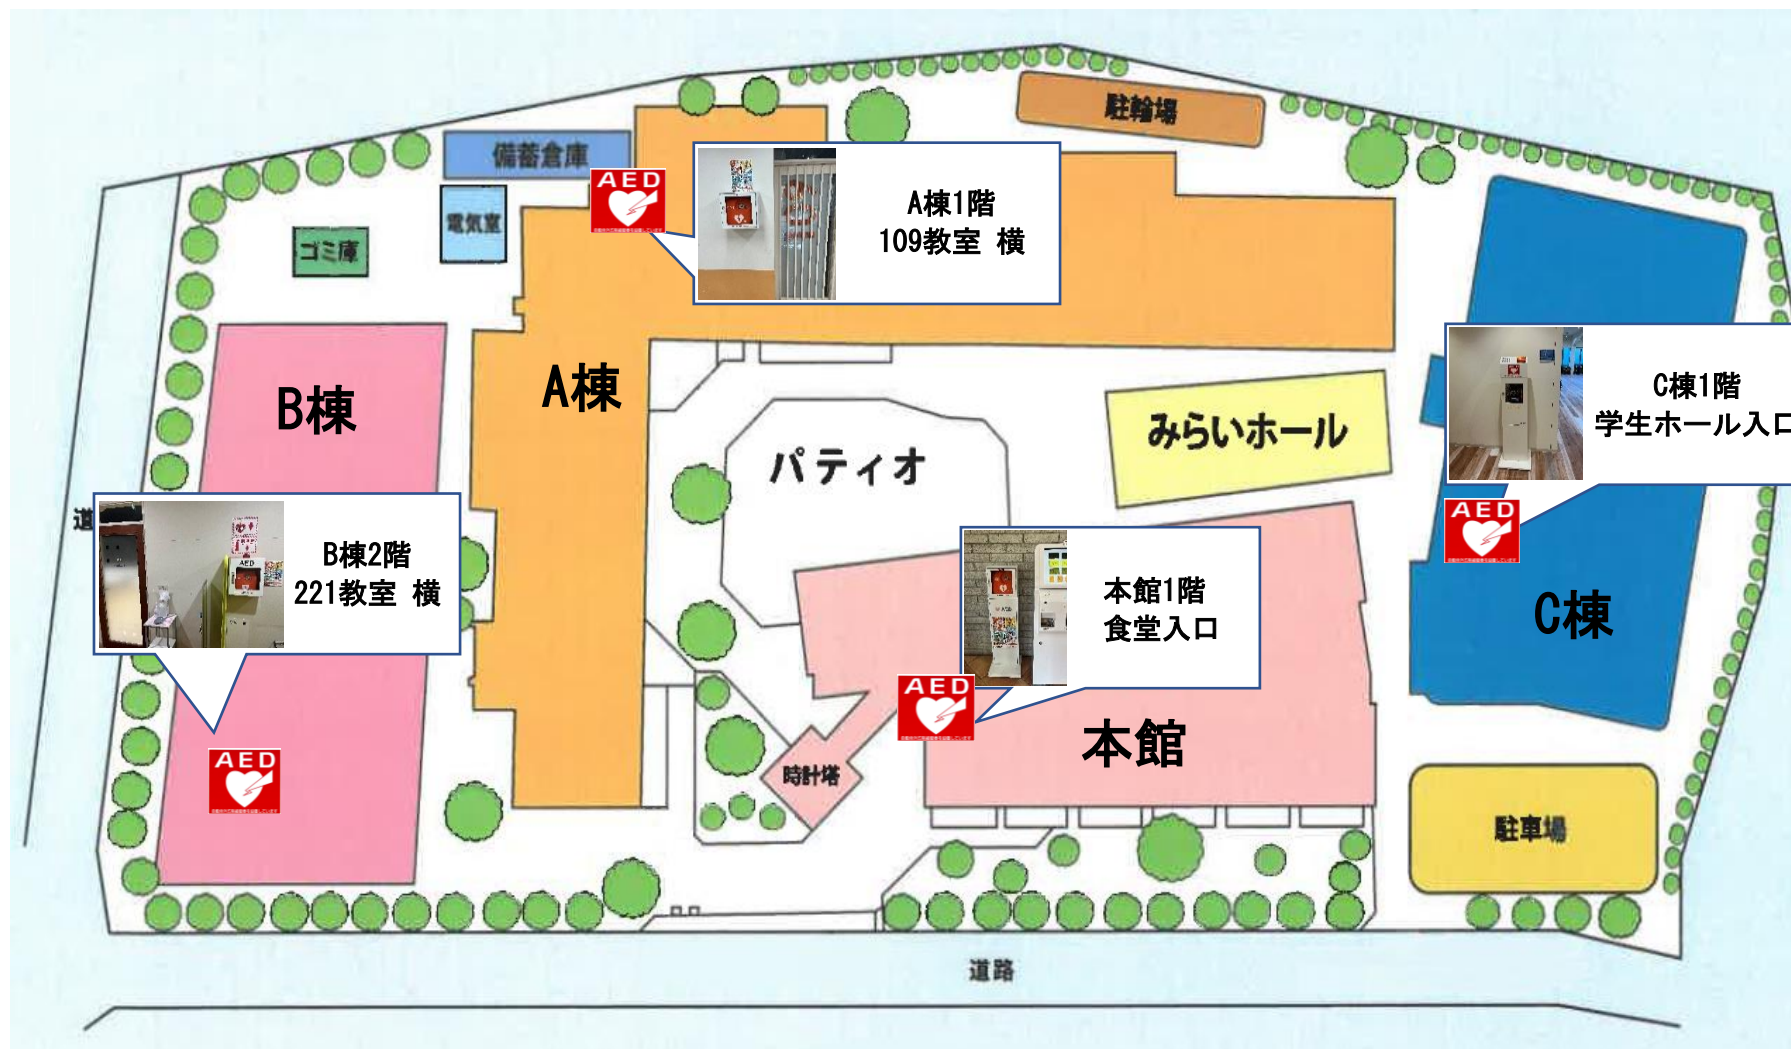 駐輪場
備蓄倉庫
AED
A棟1階
109教室 横
電気室
ゴミ庫
A棟
B棟
C棟1階
学生ホール入口
みらいホール
パティオ
道
AED
B棟2階
221教室 横
AED
本館1階
食堂入口
C棟
AED
本館
時計塔
AED
駐車場
道路